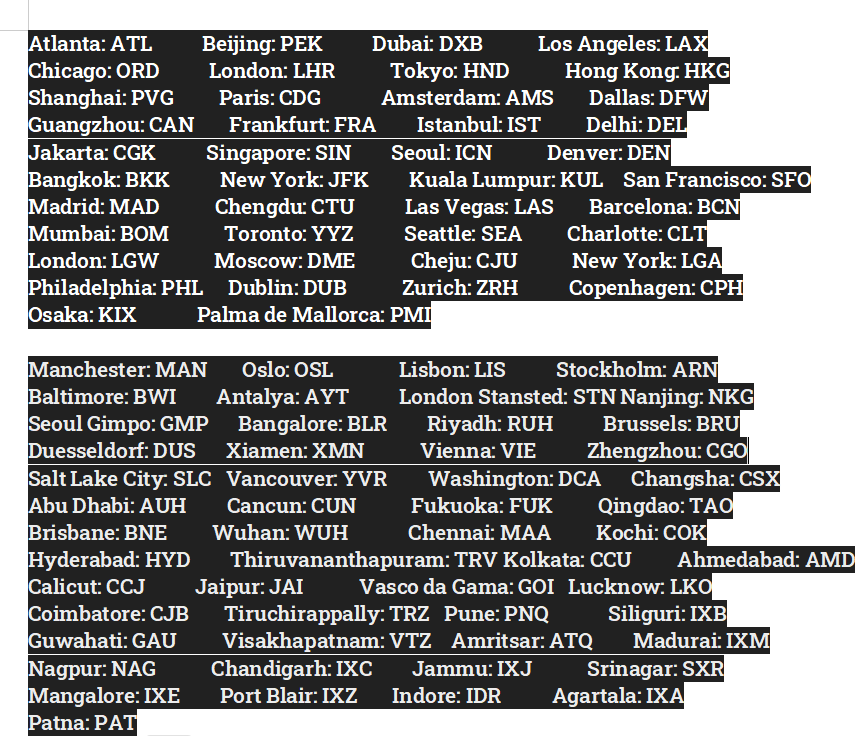 Atlanta: ATL Beijing: PEK Dubai: DXB Los Angeles: LAX
Chicago: ORD London: LHR Tokyo: HND Hong Kong: HKG
Shanghai: PVG Paris: CDG Amsterdam: AMS Dallas: DFW
Guangzhou: CAN Frankfurt: FRA Istanbul: IST Delhi: DEL
Jakarta: CGK Singapore: SIN Seoul: ICN Denver: DEN
Bangkok: BKK New York: JFK Kuala Lumpur: KUL San Francisco: SFO
Madrid: MAD Chengdu: CTU Las Vegas: LAS Barcelona: BCN
Mumbai: BOM Toronto: YYZ Seattle: SEA Charlotte: CLT
London: LGW Moscow: DME Cheju: CJU New York: LGA
Philadelphia: PHL Dublin: DUB Zurich: ZRH Copenhagen: CPH
Osaka: KIX Palma de Mallorca: PMI
Manchester: MAN Oslo: OSL Lisbon: LIS Stockholm: ARN
Baltimore: BWI Antalya: AYT London Stansted: STN Nanjing: NKG
Seoul Gimpo: GMP Bangalore: BLR Riyadh: RUH Brussels: BRU
Duesseldorf: DUS Xiamen: XMN Vienna: VIE Zhengzhou: CGO
Salt Lake City: SLC Vancouver: YVR Washington: DCA Changsha: CSX
Abu Dhabi: AUH Cancun: CUN Fukuoka: FUK Qingdao: TAO
Brisbane: BNE Wuhan: WUH Chennai: MAA Kochi: COK
Hyderabad: HYD Thiruvananthapuram: TRV Kolkata: CCU Ahmedabad: AMD
Calicut: CCJ Jaipur: JAI Vasco da Gama: GOI Lucknow: LKO
Coimbatore: CJB Tiruchirappally: TRZ Pune: PNQ Siliguri: IXB
Guwahati: GAU Visakhapatnam: VTZ Amritsar: ATQ Madurai: IXM
Nagpur: NAG Chandigarh: IXC Jammu: IXJ Srinagar: SXR
Mangalore: IXE Port Blair: IXZ Indore: IDR Agartala: IXA
Patna: PAT